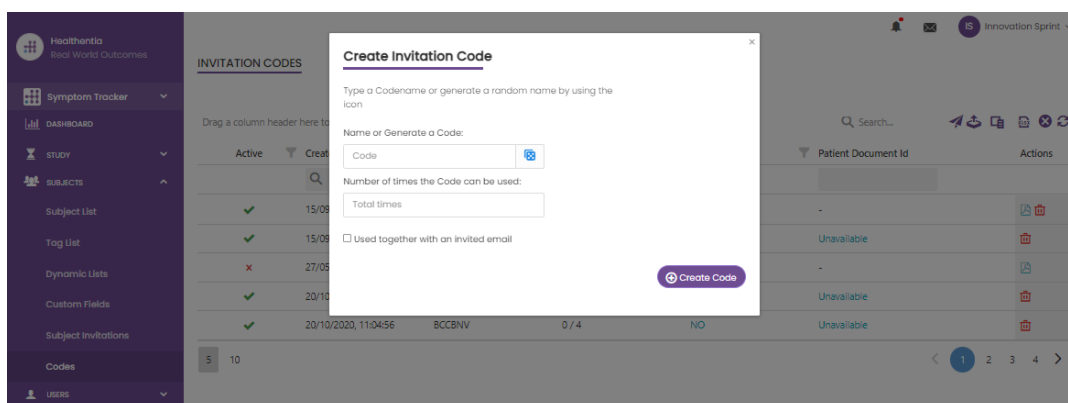 Healthentia
Real World Outcomes
Symptom Tracker
DASHBOARD
STUDY
SUBJECTS
Subject List
Tag List
Dynamic Lists
Custom Fields
Subject Invitations
Codes
USERS
IS Innovation Sprint
INVITATION CODES
Drag a column header here to
Search...
Active Creat Patient Document Id Actions
15/09 -
15/09 Unavailable
27/05 -
20/10 Unavailable
20/10/2020, 11:04:56 BCCBNV 0 / 4 NO Unavailable
5 10
1 2 3 4
Create Invitation Code
Type a Codename or generate a random name by using the
icon
Name or Generate a Code:
Code
Number of times the Code can be used:
Total times
Used together with an invited email
Create Code